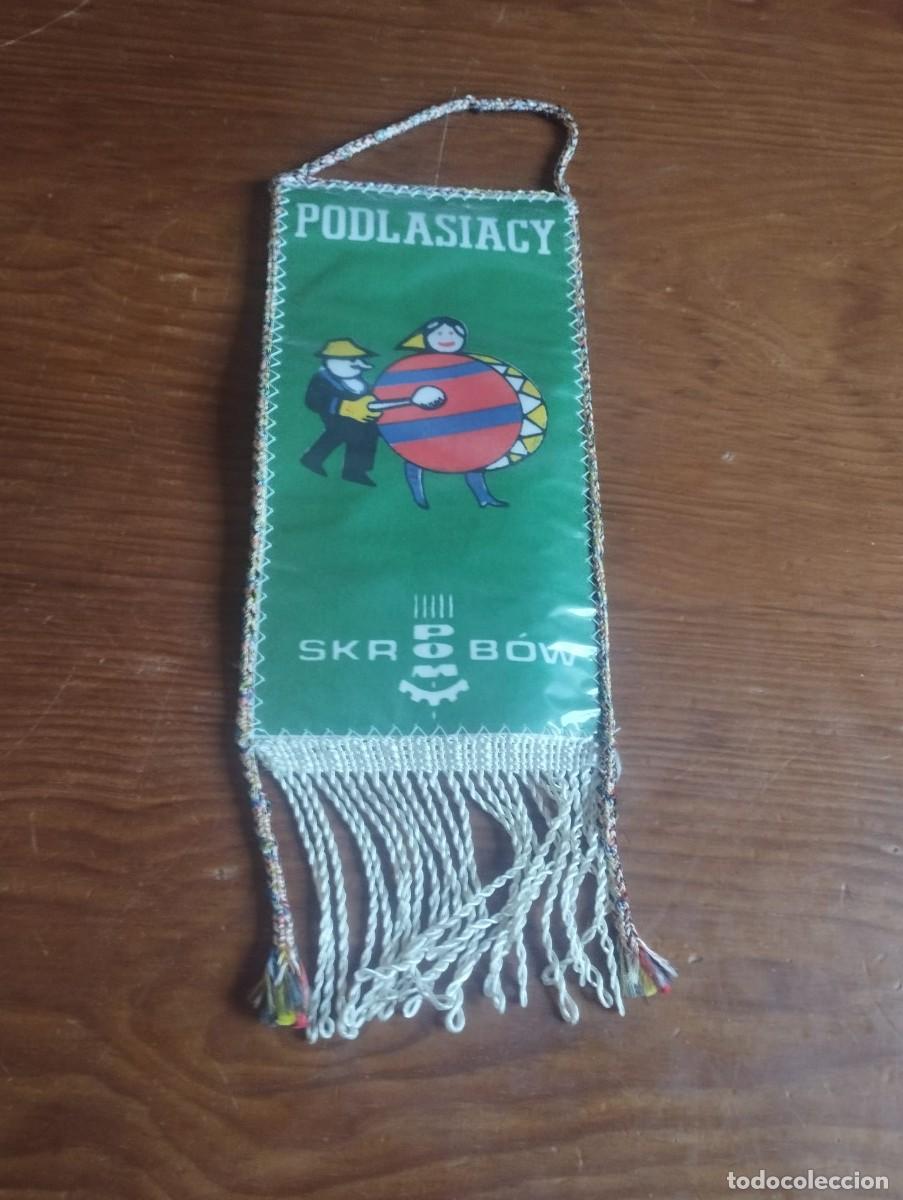 PODLASIACY
SKR POM BÓW
todocoleccion